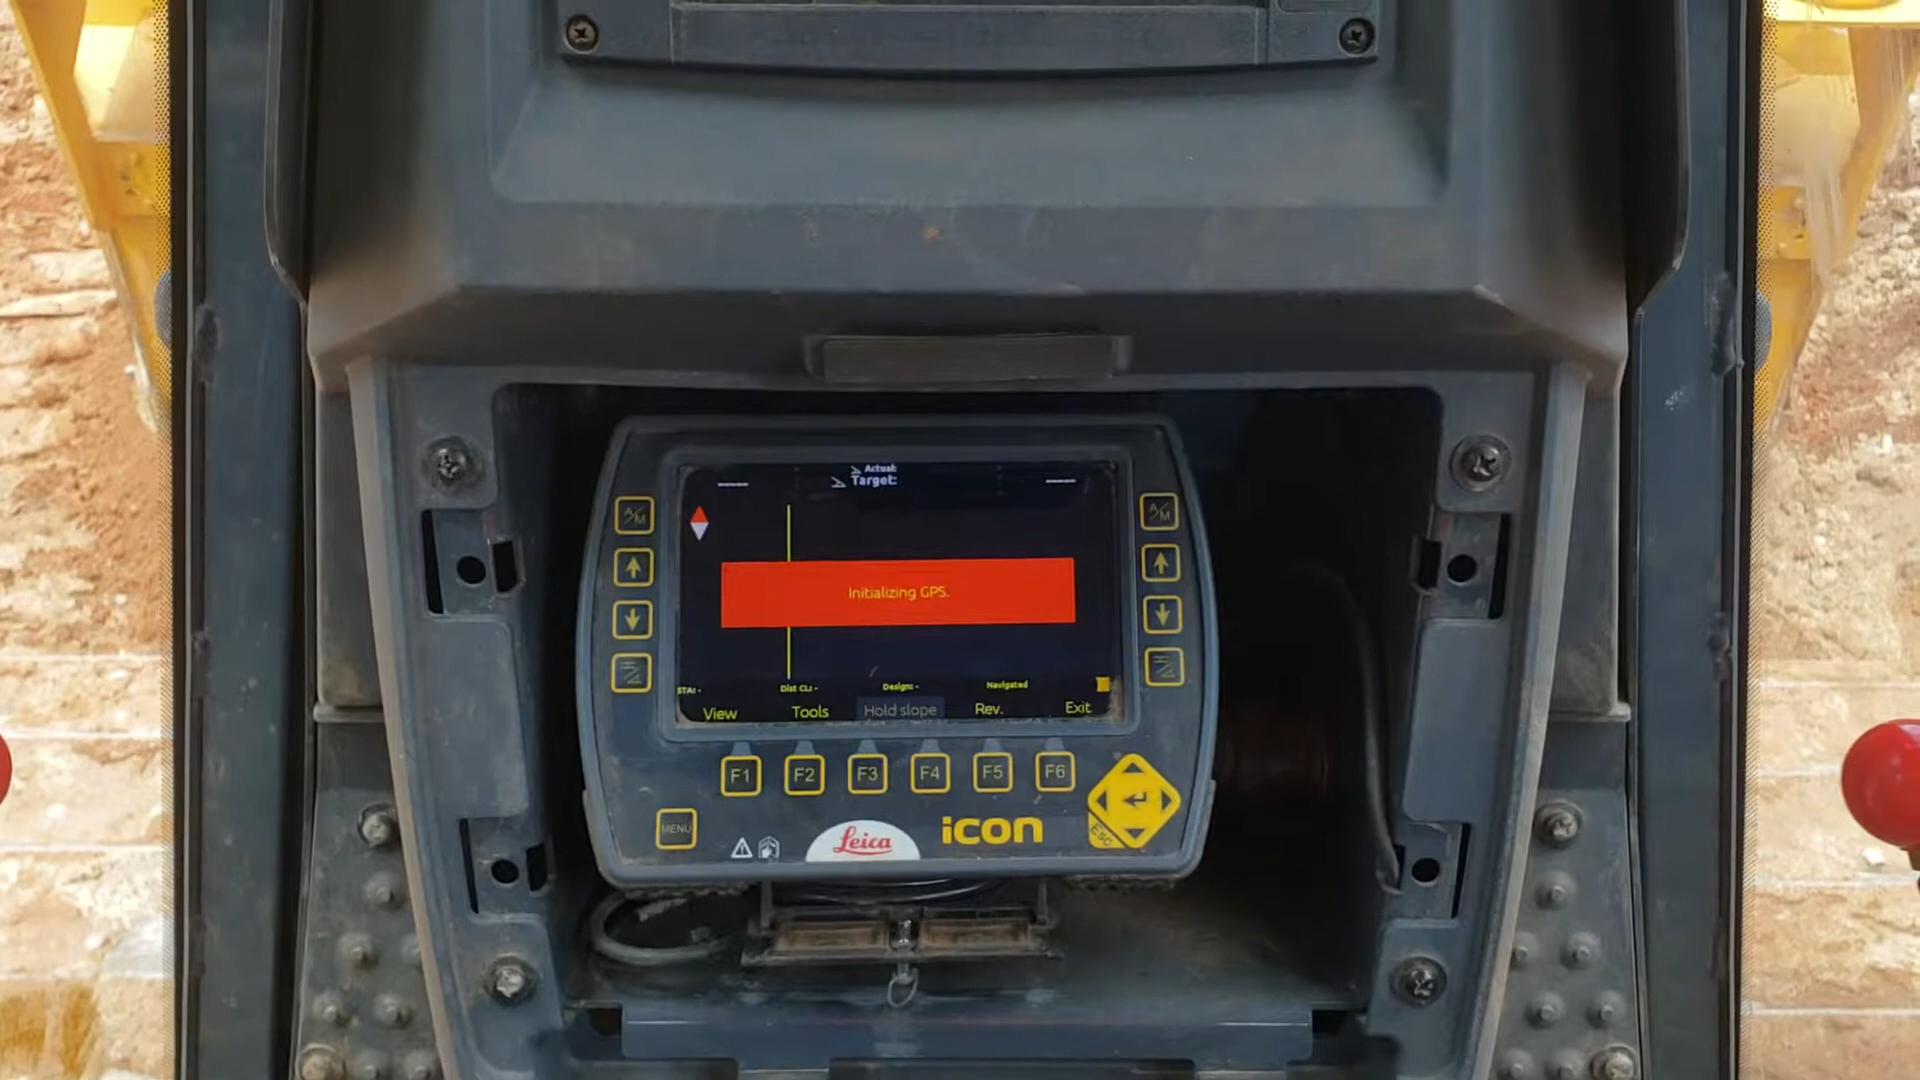 Actual:
Target:
Initializing GPS.
STA: -
Dist CL: -
Design: -
Navigated
View
Tools
Hold slope
Rev.
Exit
A/M
A/M
F1
F2
F3
F4
F5
F6
MENU
Leica
icon
Esc